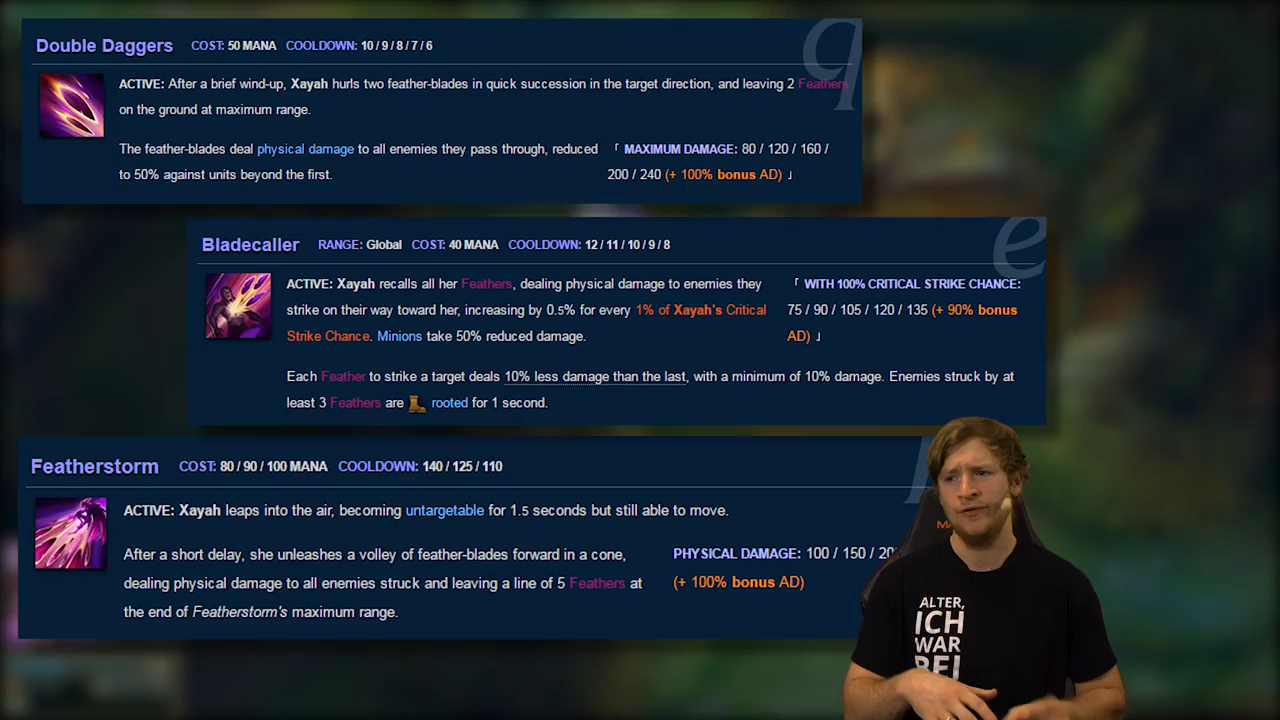 Double Daggers COST: 50 MANA COOLDOWN: 10 / 9 / 8 / 7 / 6
q
ACTIVE: After a brief wind-up, Xayah hurls two feather-blades in quick succession in the target direction, and leaving 2 Feathers
on the ground at maximum range.
The feather-blades deal physical damage to all enemies they pass through, reduced
to 50% against units beyond the first.
「 MAXIMUM DAMAGE: 80 / 120 / 160 /
200 / 240 (+ 100% bonus AD) 」
Bladecaller RANGE: Global COST: 40 MANA COOLDOWN: 12 / 11 / 10 / 9 / 8
e
ACTIVE: Xayah recalls all her Feathers, dealing physical damage to enemies they
strike on their way toward her, increasing by 0.5% for every 1% of Xayah's Critical
Strike Chance. Minions take 50% reduced damage.
「 WITH 100% CRITICAL STRIKE CHANCE:
75 / 90 / 105 / 120 / 135 (+ 90% bonus
AD) 」
Each Feather to strike a target deals 10% less damage than the last, with a minimum of 10% damage. Enemies struck by at
least 3 Feathers are rooted for 1 second.
Featherstorm COST: 80 / 90 / 100 MANA COOLDOWN: 140 / 125 / 110
ACTIVE: Xayah leaps into the air, becoming untargetable for 1.5 seconds but still able to move.
After a short delay, she unleashes a volley of feather-blades forward in a cone,
dealing physical damage to all enemies struck and leaving a line of 5 Feathers at
the end of Featherstorm's maximum range.
PHYSICAL DAMAGE: 100 / 150 /
(+ 100% bonus AD)
ALTER,
ICH
WAR